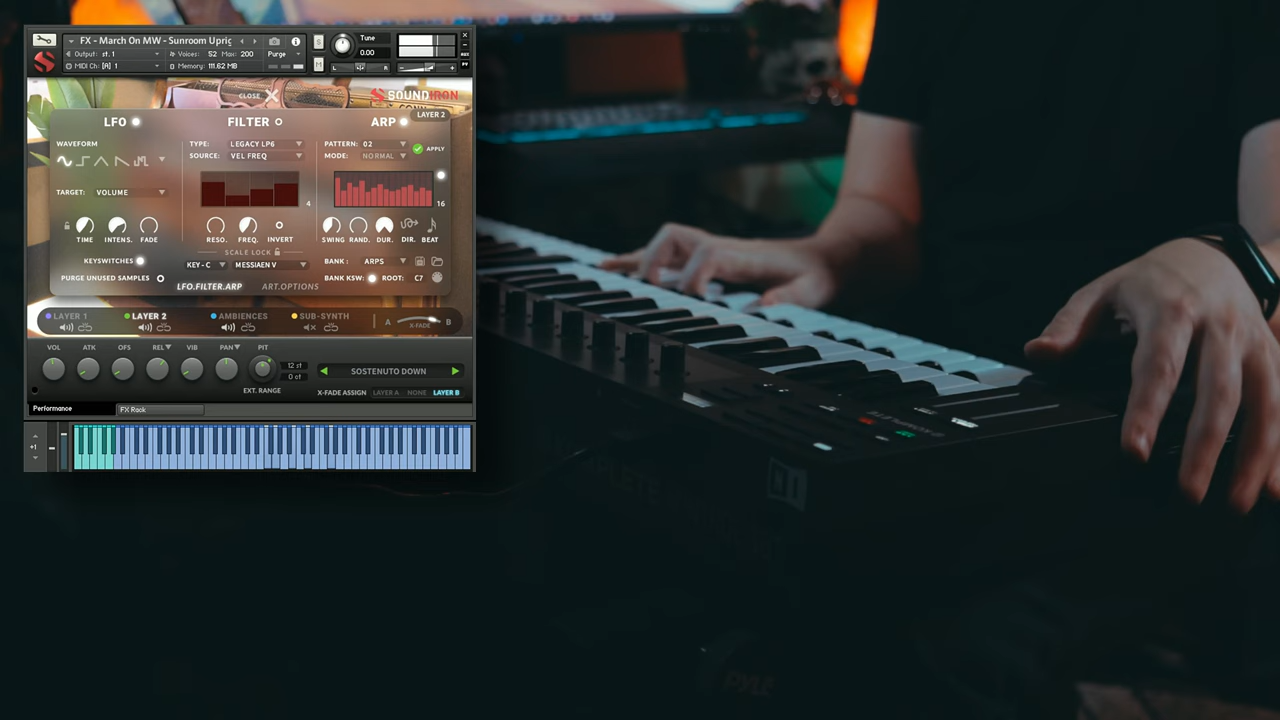 FX - March On MW - Sunroom Uprig
Output: st. 1
Voices: 52 Max: 200
Purge
MIDI Ch: [A] 1
Memory: 111.62 MB
S
M
Tune
0.00
L R
AUX
PV
CLOSE
SOUNDIRON
LAYER 2
LFO
FILTER
ARP
WAVEFORM
TYPE: LEGACY LP6
SOURCE: VEL FREQ
PATTERN: 02
MODE: NORMAL
APPLY
TARGET: VOLUME
4
16
TIME INTENS. FADE
RESO. FREQ. INVERT
SWING RAND. DUR. DIR. BEAT
SCALE LOCK
KEYSWITCHES
KEY - C
MESSIAEN V
BANK: ARPS
PURGE UNUSED SAMPLES
BANK KSW:
ROOT: C7
LFO.FILTER.ARP
ART.OPTIONS
LAYER 1
LAYER 2
AMBIENCES
SUB-SYNTH
A X-FADE B
VOL ATK OFS REL VIB PAN PIT
12 st
0 ct
EXT. RANGE
SOSTENUTO DOWN
X-FADE ASSIGN LAYER A NONE LAYER B
Performance
FX Rack
+1
PYLE